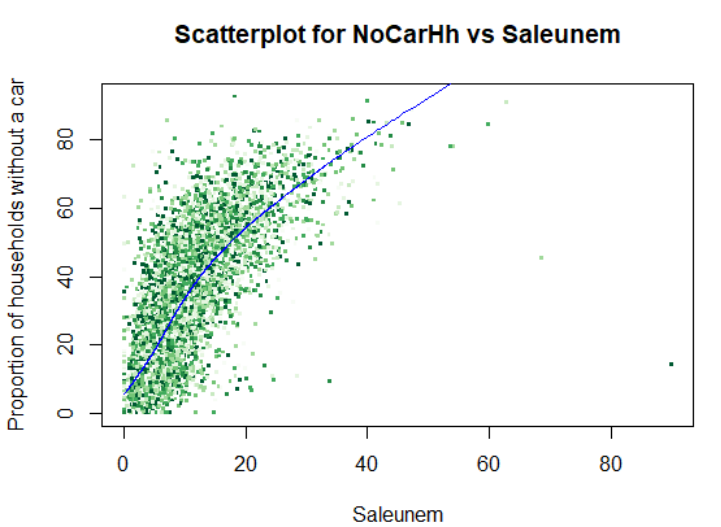 Scatterplot for NoCarHh vs Saleunem
Proportion of households without a car
80
60
40
20
0
0 20 40 60 80
Saleunem